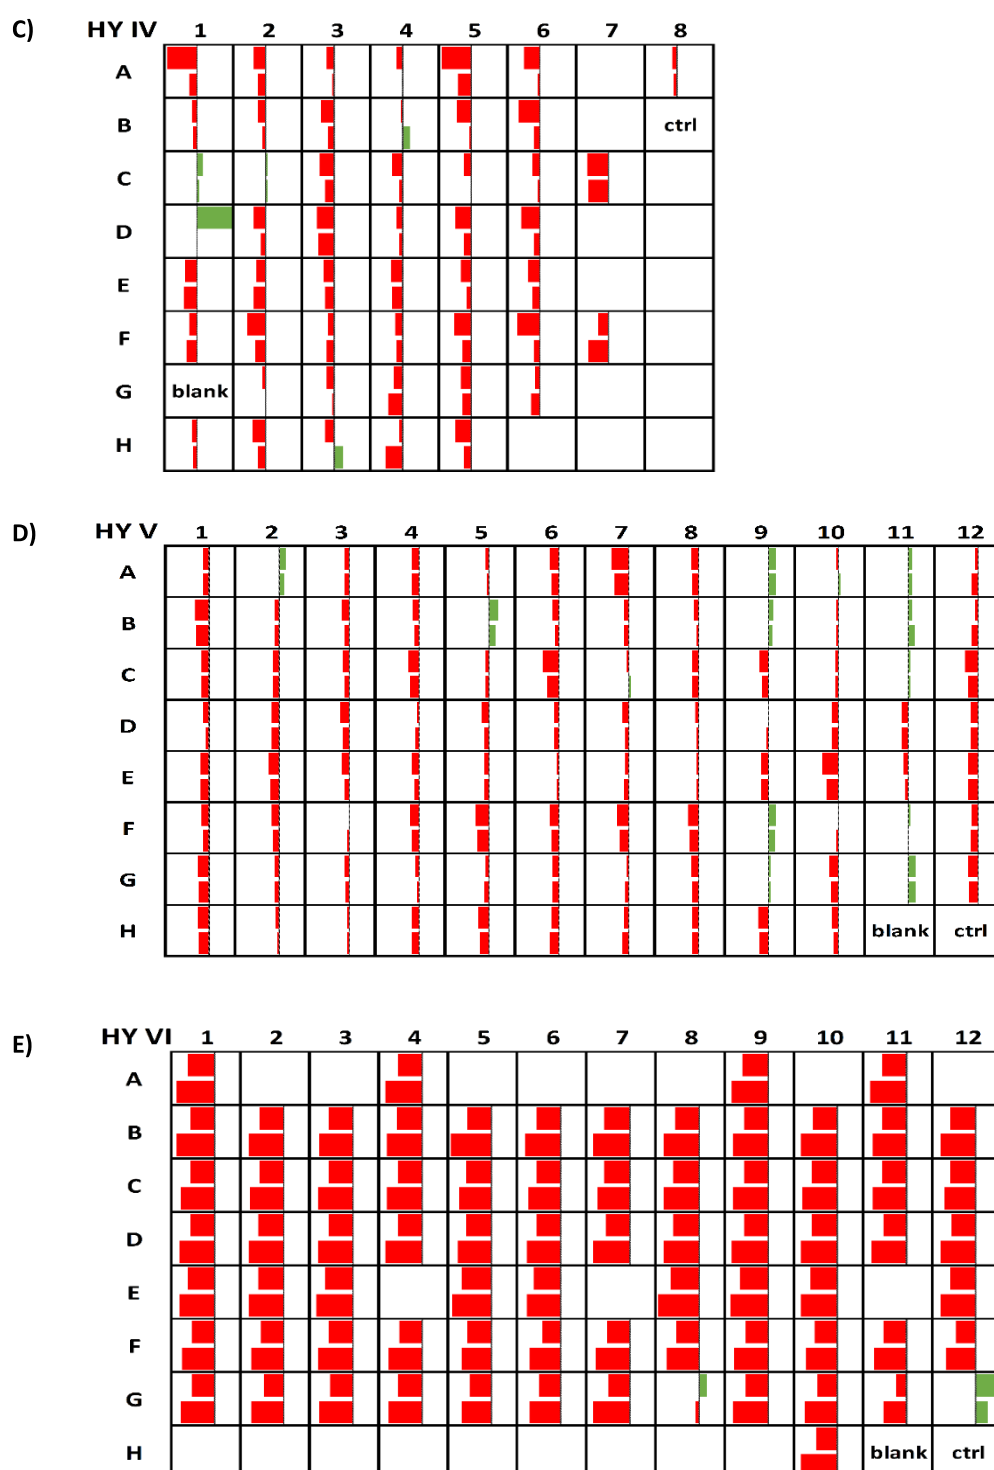 C) HY IV 1 2 3 4 5 6 7 8
A
B ctrl
C
D
E
F
G blank
H
D) HY V 1 2 3 4 5 6 7 8 9 10 11 12
A
B
C
D
E
F
G
H blank ctrl
E) HY VI 1 2 3 4 5 6 7 8 9 10 11 12
A
B
C
D
E
F
G
H blank ctrl